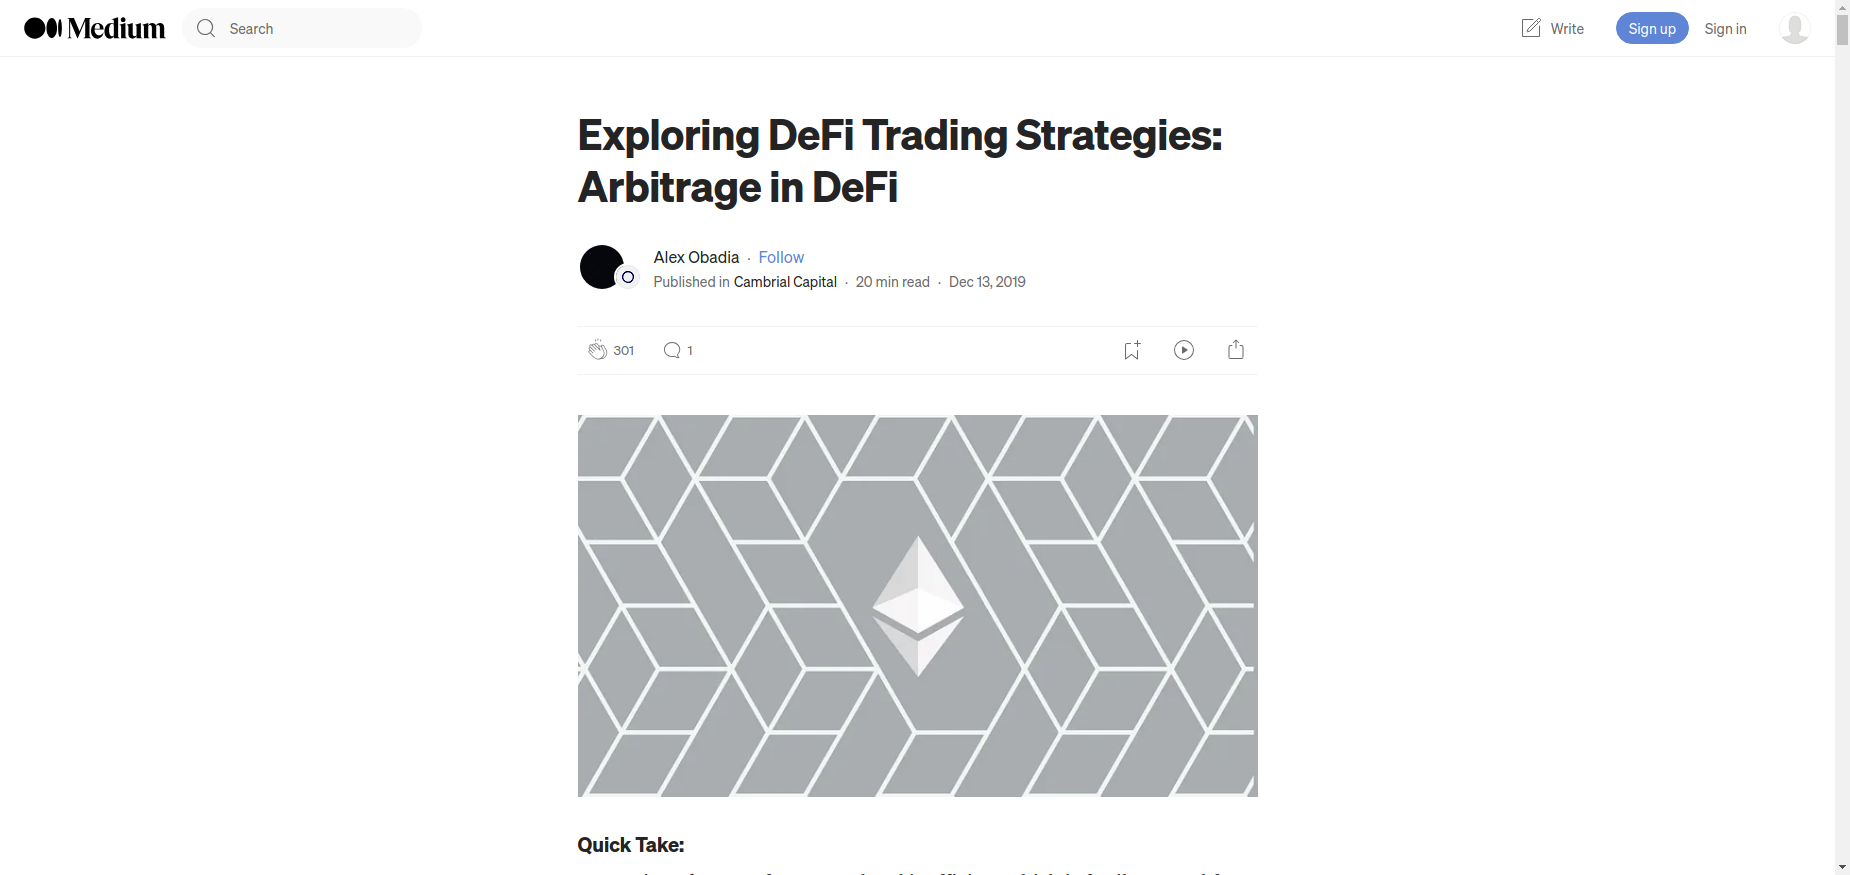 Medium
Search
Write
Sign up
Sign in
Exploring DeFi Trading Strategies:
Arbitrage in DeFi
Alex Obadia · Follow
Published in Cambrial Capital · 20 min read · Dec 13, 2019
301
1
Quick Take: